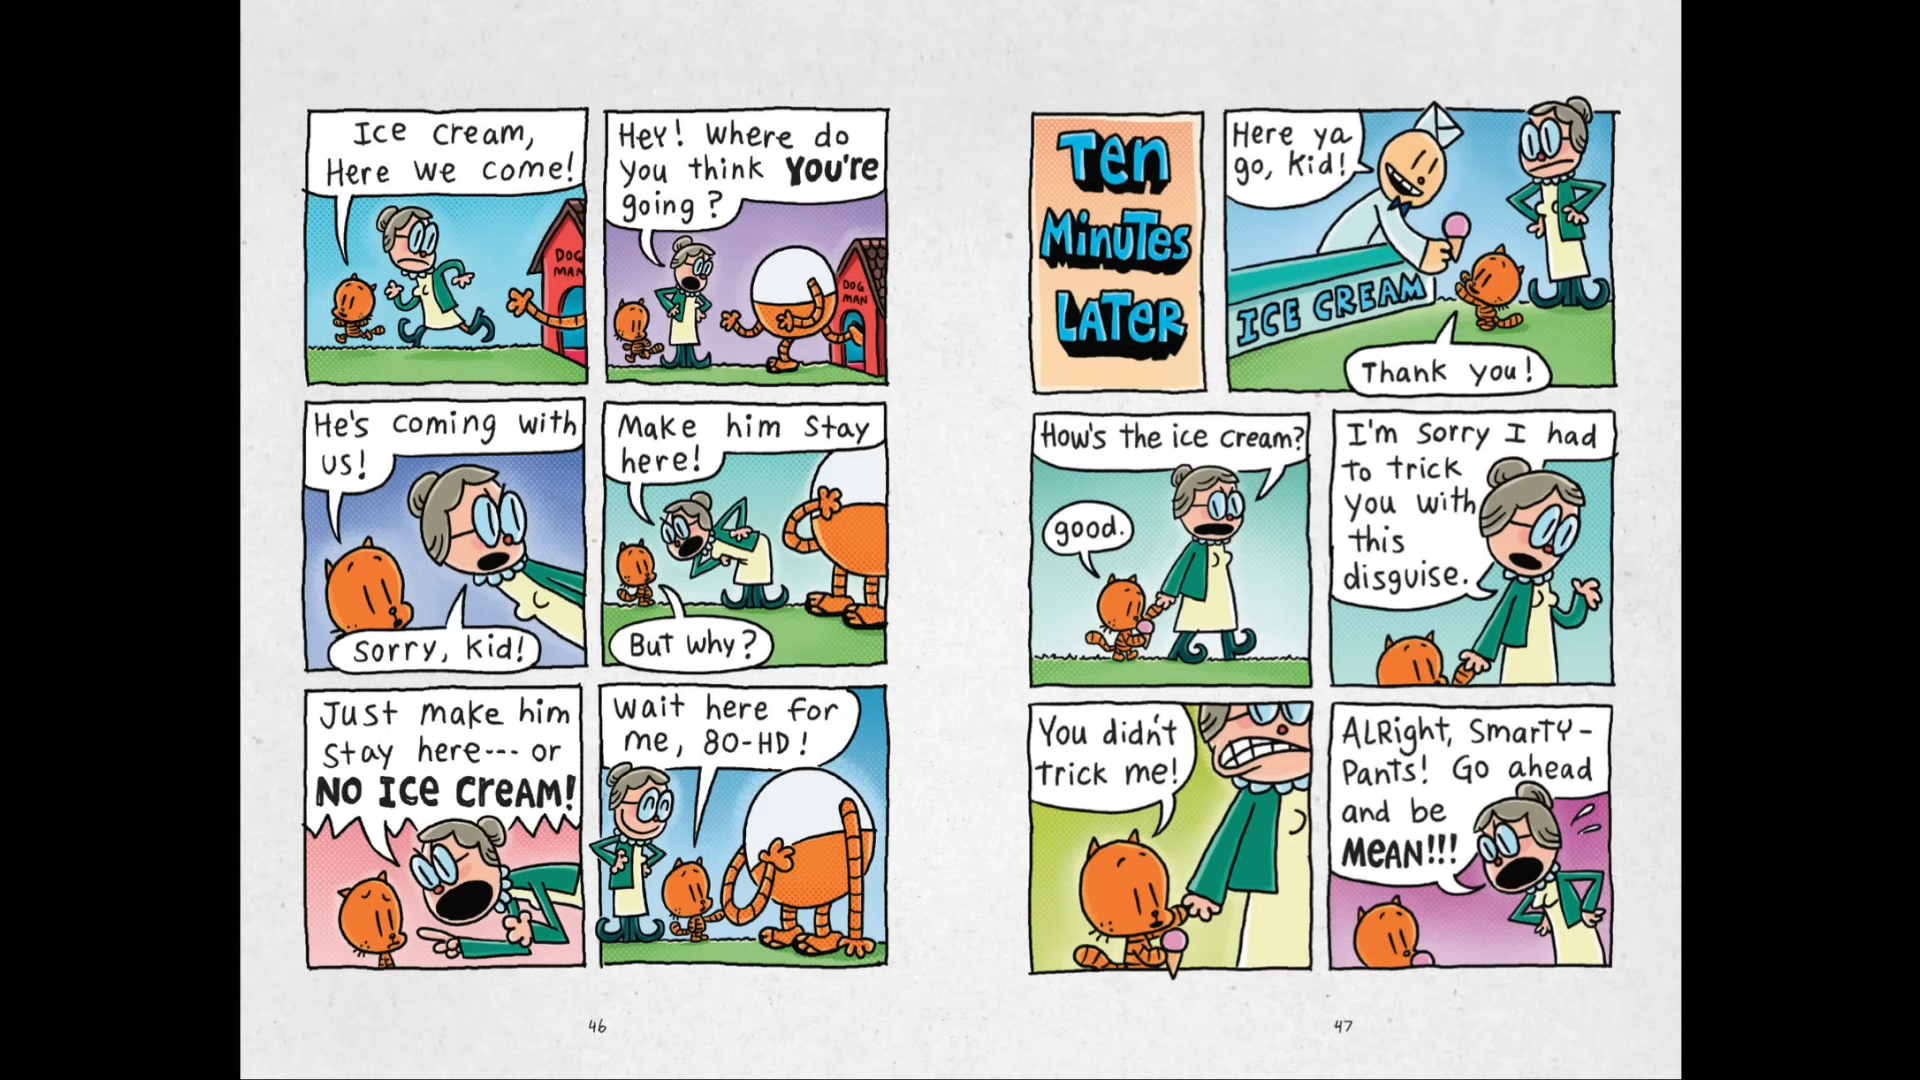 Ice cream,
Here we come!
DOG
MAN
Hey! Where do
you think YOU'RE
going?
DOG
MAN
He's coming with
us!
Sorry, kid!
Make him Stay
here!
But why?
Just make him
stay here--- or
NO ICE CREAM!
Wait here for
me, 80-HD!
46
TEN
MINUTES
LATER
Here ya
go, kid!
ICE CREAM
Thank you!
How's the ice cream?
good.
I'm sorry I had
to trick
you with
this
disguise.
You didn't
trick me!
ALRight, SmarTY-
Pants! Go ahead
and be
MEAN!!!
47